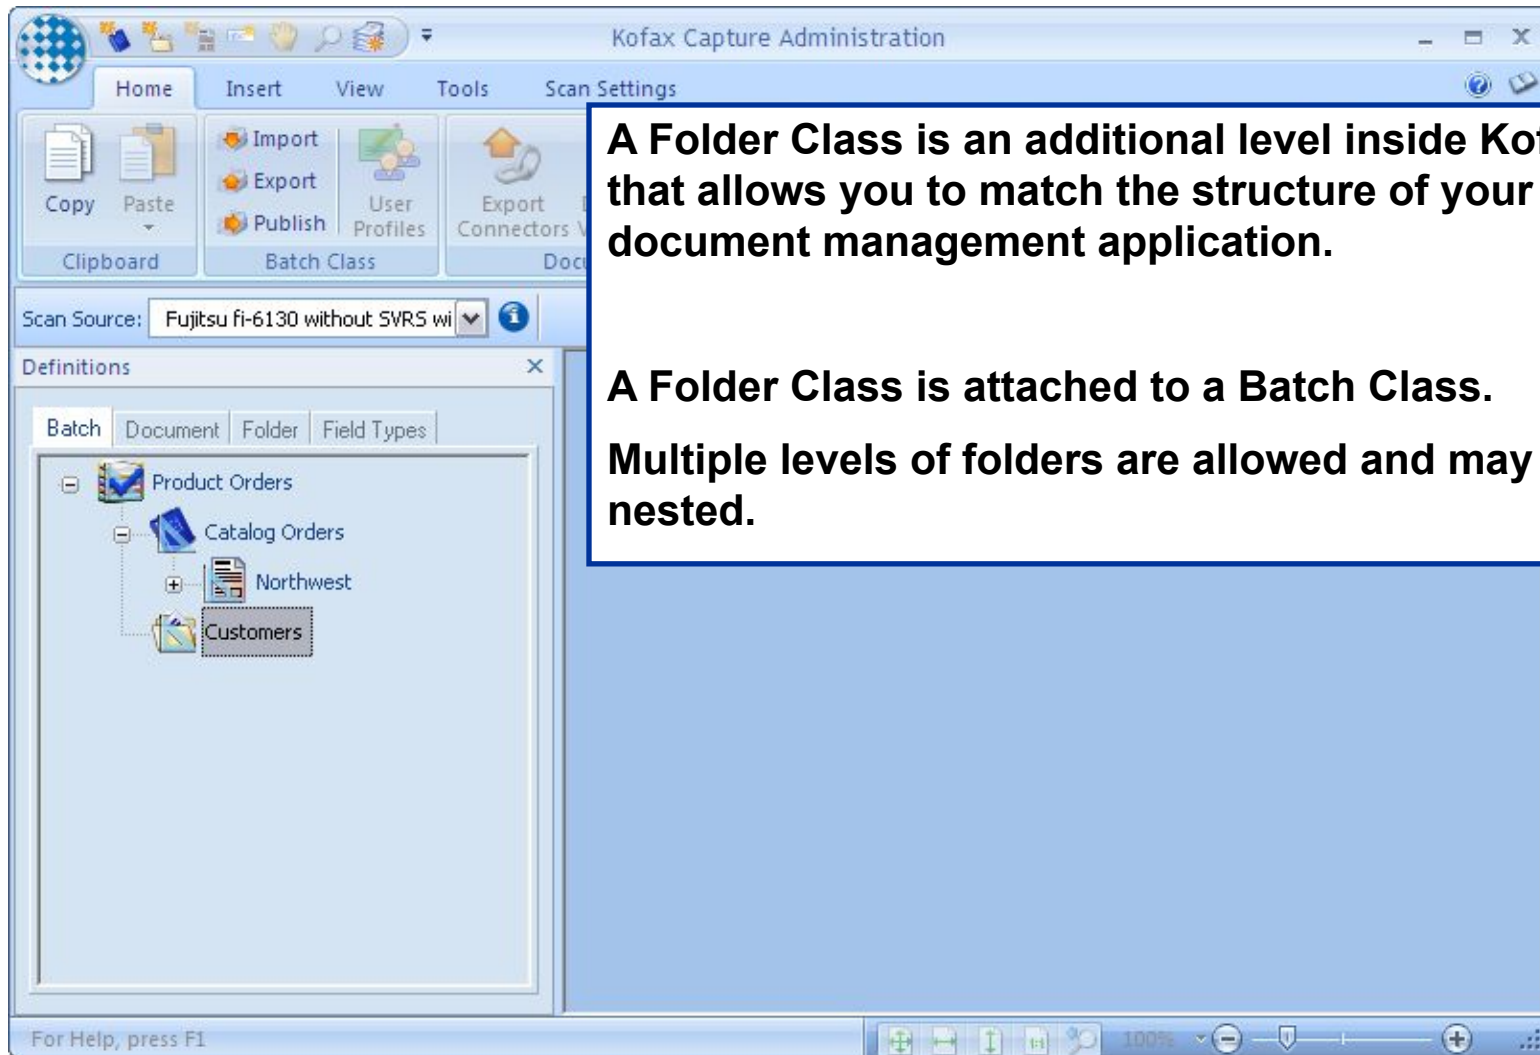 Kofax Capture Administration
Home Insert View Tools Scan Settings
Copy Paste
Import
Export
Publish
User
Profiles
Export
Connectors
Clipboard Batch Class
A Folder Class is an additional level inside
that allows you to match the structure of your
document management application.
A Folder Class is attached to a Batch Class.
Multiple levels of folders are allowed and may
nested.
Scan Source: Fujitsu fi-6130 without SVRS
Definitions
Batch Document Folder Field Types
Product Orders
Catalog Orders
Northwest
Customers
For Help, press F1
100%